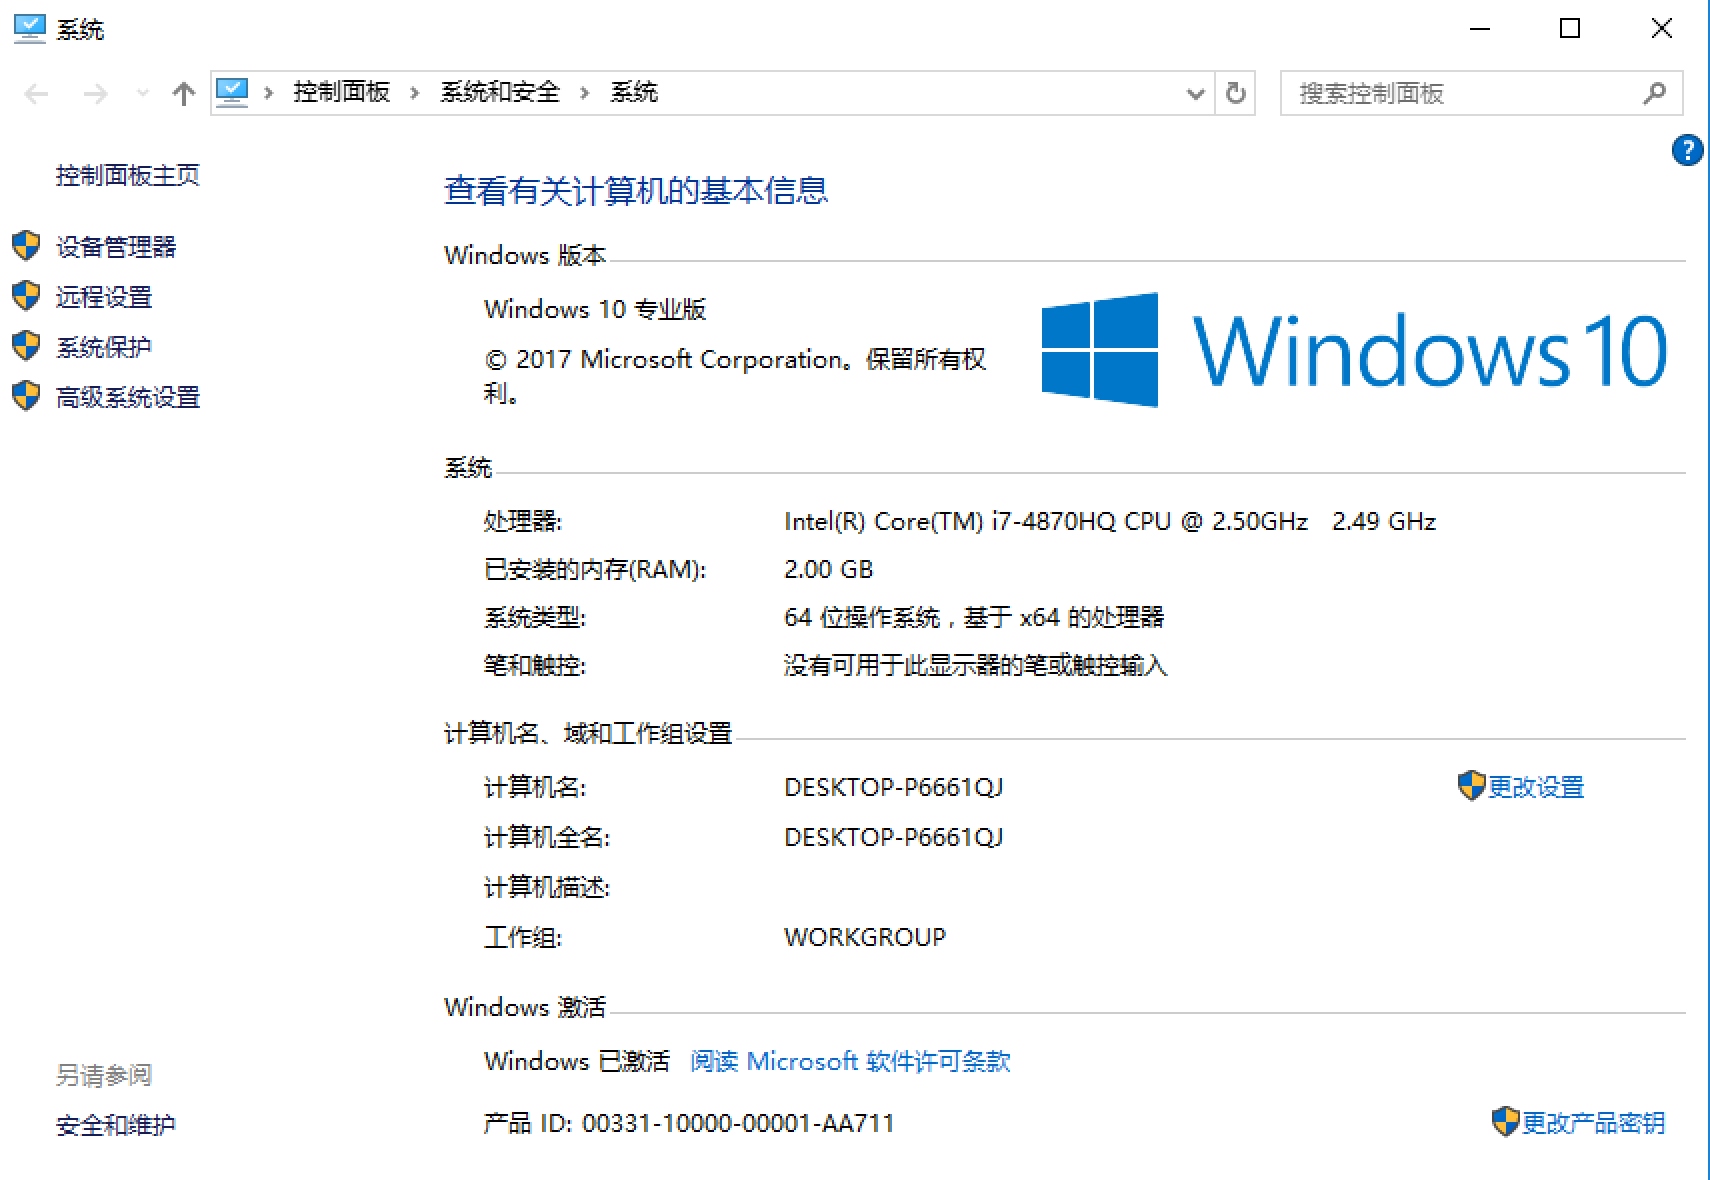 系统
控制面板 系统和安全 系统
搜索控制面板
控制面板主页
设备管理器
远程设置
系统保护
高级系统设置
另请参阅
安全和维护
?
查看有关计算机的基本信息
Windows 版本
Windows 10 专业版
© 2017 Microsoft Corporation。保留所有权
利。
Windows 10
系统
处理器: Intel(R) Core(TM) i7-4870HQ CPU @ 2.50GHz 2.49 GHz
已安装的内存(RAM): 2.00 GB
系统类型: 64 位操作系统，基于 x64 的处理器
笔和触控: 没有可用于此显示器的笔或触控输入
计算机名、域和工作组设置
计算机名: DESKTOP-P6661QJ 更改设置
计算机全名: DESKTOP-P6661QJ
计算机描述:
工作组: WORKGROUP
Windows 激活
Windows 已激活 阅读 Microsoft 软件许可条款
产品 ID: 00331-10000-00001-AA711 更改产品密钥